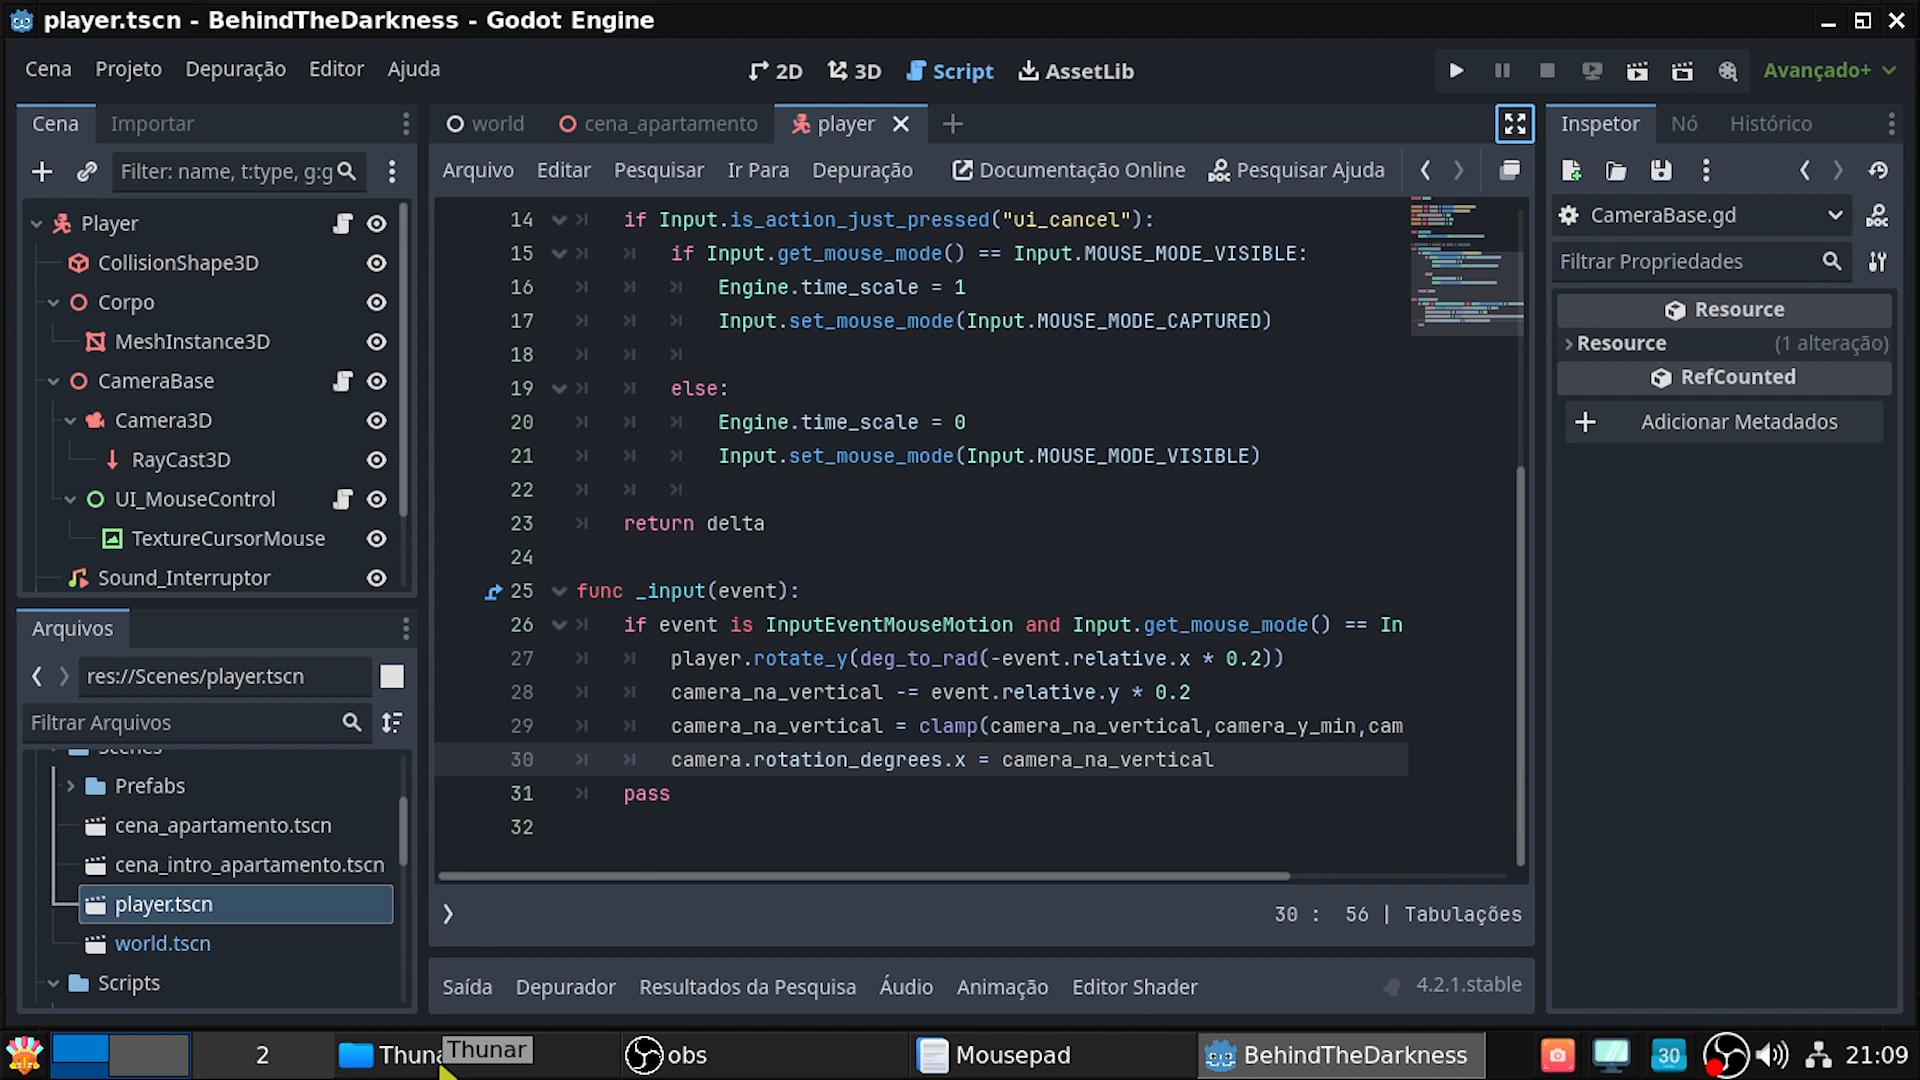 player.tscn - BehindTheDarkness - Godot Engine
Cena Projeto Depuração Editor Ajuda
2D 3D Script AssetLib
Avançado+
Cena Importar
world cena_apartamento player
Inspetor Nó Histórico
Filter: name, t:type, g:g
Arquivo Editar Pesquisar Ir Para Depuração Documentação Online Pesquisar Ajuda
Player
CollisionShape3D
Corpo
MeshInstance3D
CameraBase
Camera3D
RayCast3D
UI_MouseControl
TextureCursorMouse
Sound_Interruptor
14 if Input.is_action_just_pressed("ui_cancel"):
15 if Input.get_mouse_mode() == Input.MOUSE_MODE_VISIBLE:
16 Engine.time_scale = 1
17 Input.set_mouse_mode(Input.MOUSE_MODE_CAPTURED)
18
19 else:
20 Engine.time_scale = 0
21 Input.set_mouse_mode(Input.MOUSE_MODE_VISIBLE)
22
23 return delta
24
25 func _input(event):
26 if event is InputEventMouseMotion and Input.get_mouse_mode() == In
27 player.rotate_y(deg_to_rad(-event.relative.x * 0.2))
28 camera_na_vertical -= event.relative.y * 0.2
29 camera_na_vertical = clamp(camera_na_vertical,camera_y_min,cam
30 camera.rotation_degrees.x = camera_na_vertical
31 pass
32
30 : 56 | Tabulações
CameraBase.gd
Filtrar Propriedades
Resource
Resource (1 alteração)
RefCounted
Adicionar Metadados
Arquivos
res://Scenes/player.tscn
Filtrar Arquivos
Scenes
Prefabs
cena_apartamento.tscn
cena_intro_apartamento.tscn
player.tscn
world.tscn
Scripts
Saída Depurador Resultados da Pesquisa Áudio Animação Editor Shader
4.2.1.stable
2
Thuna
Thunar
obs
Mousepad
BehindTheDarkness
30
21:09